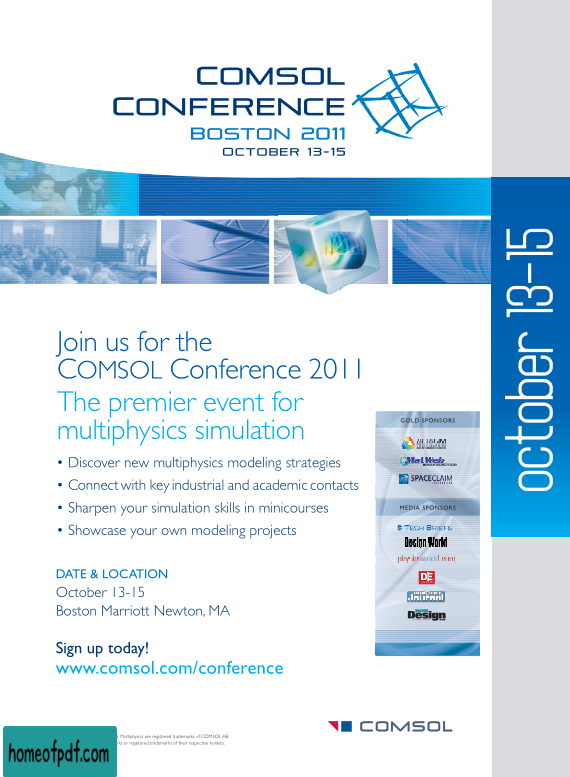 COMSOL
CONFERENCE
BOSTON 2011
OCTOBER 13-15
october 13-15
Join us for the
COMSOL Conference 2011
The premier event for
multiphysics simulation
• Discover new multiphysics modeling strategies
• Connect with key industrial and academic contacts
• Sharpen your simulation skills in minicourses
• Showcase your own modeling projects
DATE & LOCATION
October 13-15
Boston Marriott Newton, MA
Sign up today!
www.comsol.com/conference
GOLD SPONSORS
ALTASIM
MatWeb
SPACECLAIM
MEDIA SPONSORS
TECH BRIEFS
Design World
physicsworld.com
DE
Design
COMSOL
Multiphysics are registered trademarks of COMSOL AB.
or registered trademarks of their respective holders.
homeofpdf.com